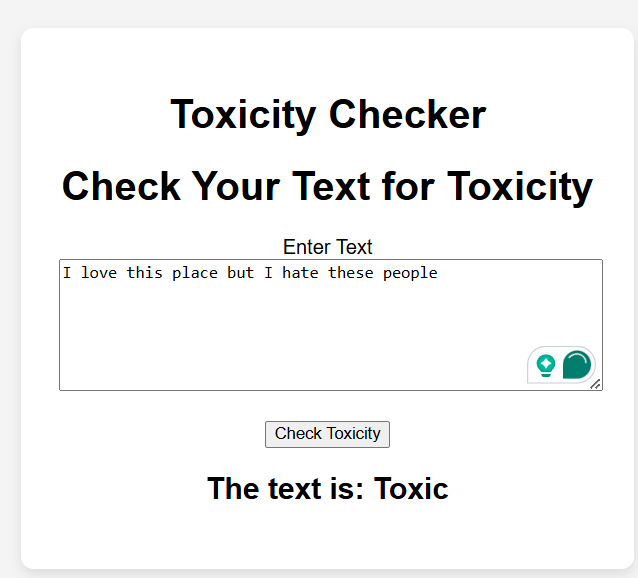 Toxicity Checker
Check Your Text for Toxicity
Enter Text
I love this place but I hate these people
Check Toxicity
The text is: Toxic